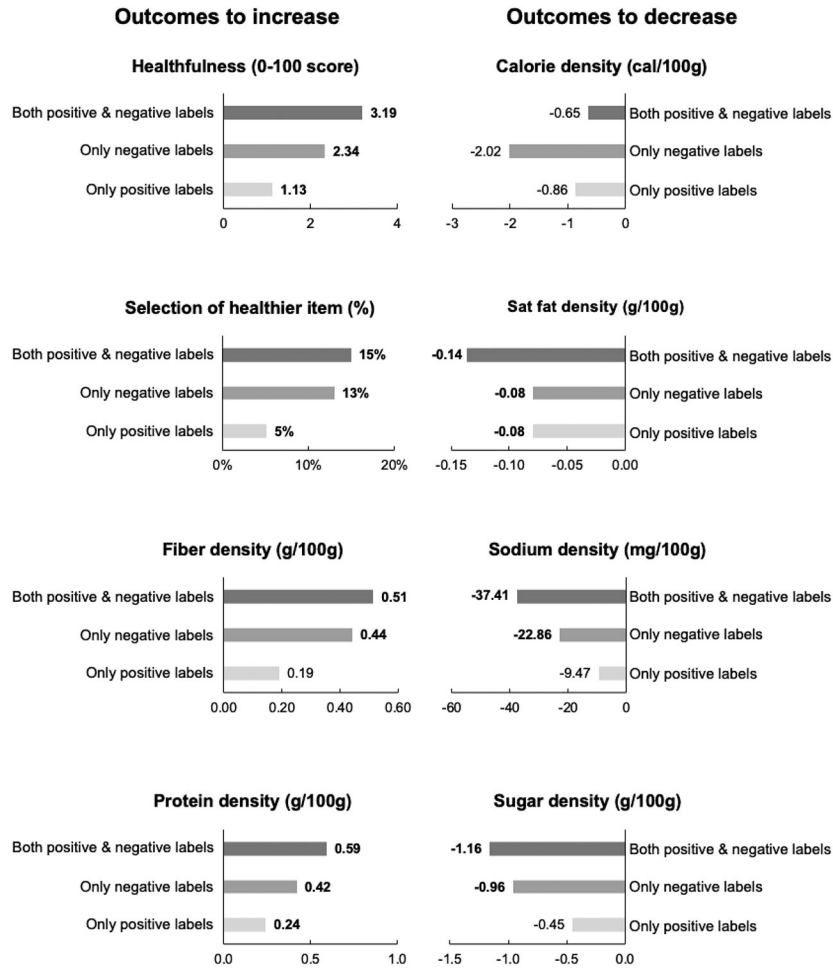 Outcomes to increase
Healthfulness (0-100 score)
Both positive & negative labels 3.19
Only negative labels 2.34
Only positive labels 1.13
0 2 4
Selection of healthier item (%)
Both positive & negative labels 15%
Only negative labels 13%
Only positive labels 5%
0% 10% 20%
Fiber density (g/100g)
Both positive & negative labels 0.51
Only negative labels 0.44
Only positive labels 0.19
0.00 0.20 0.40 0.60
Protein density (g/100g)
Both positive & negative labels 0.59
Only negative labels 0.42
Only positive labels 0.24
0.0 0.5 1.0
Outcomes to decrease
Calorie density (cal/100g)
-0.65 Both positive & negative labels
-2.02 Only negative labels
-0.86 Only positive labels
-3 -2 -1 0
Sat fat density (g/100g)
-0.14 Both positive & negative labels
-0.08 Only negative labels
-0.08 Only positive labels
-0.15 -0.10 -0.05 0.00
Sodium density (mg/100g)
-37.41 Both positive & negative labels
-22.86 Only negative labels
-9.47 Only positive labels
-60 -40 -20 0
Sugar density (g/100g)
-1.16 Both positive & negative labels
-0.96 Only negative labels
-0.45 Only positive labels
-1.5 -1.0 -0.5 0.0